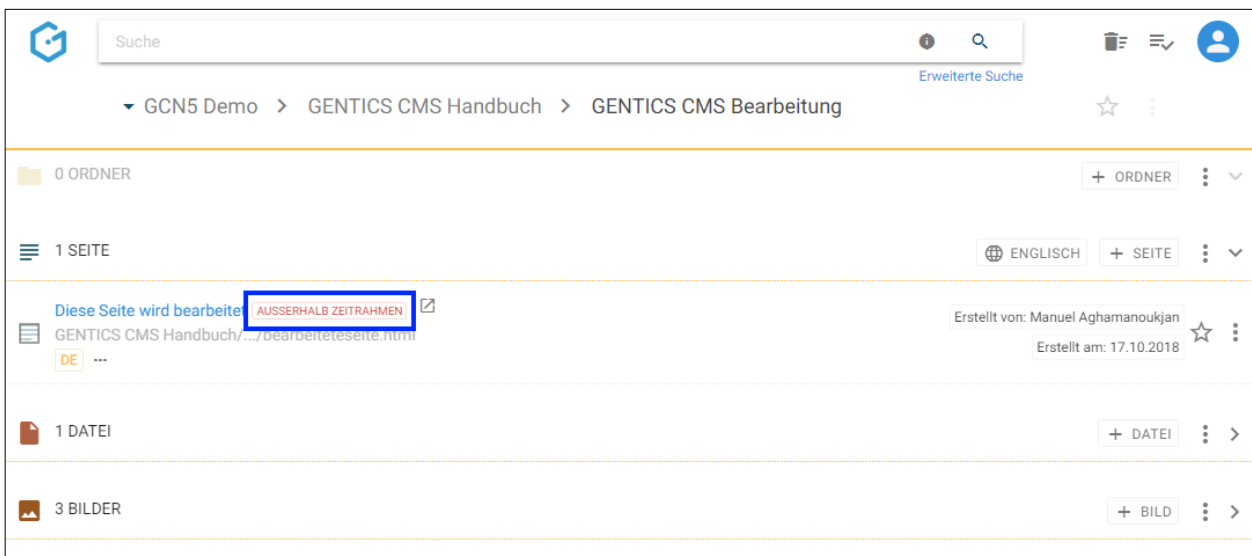 Suche
Erweiterte Suche
GCN5 Demo > GENTICS CMS Handbuch > GENTICS CMS Bearbeitung
0 ORDNER
+ ORDNER
1 SEITE
ENGLISCH
+ SEITE
Diese Seite wird bearbeitet AUSSERHALB ZEITRAHMEN
GENTICS CMS Handbuch/.../bearbeiteteseite.html
DE ...
Erstellt von: Manuel Aghamanoukjan
Erstellt am: 17.10.2018
1 DATEI
+ DATEI
3 BILDER
+ BILD